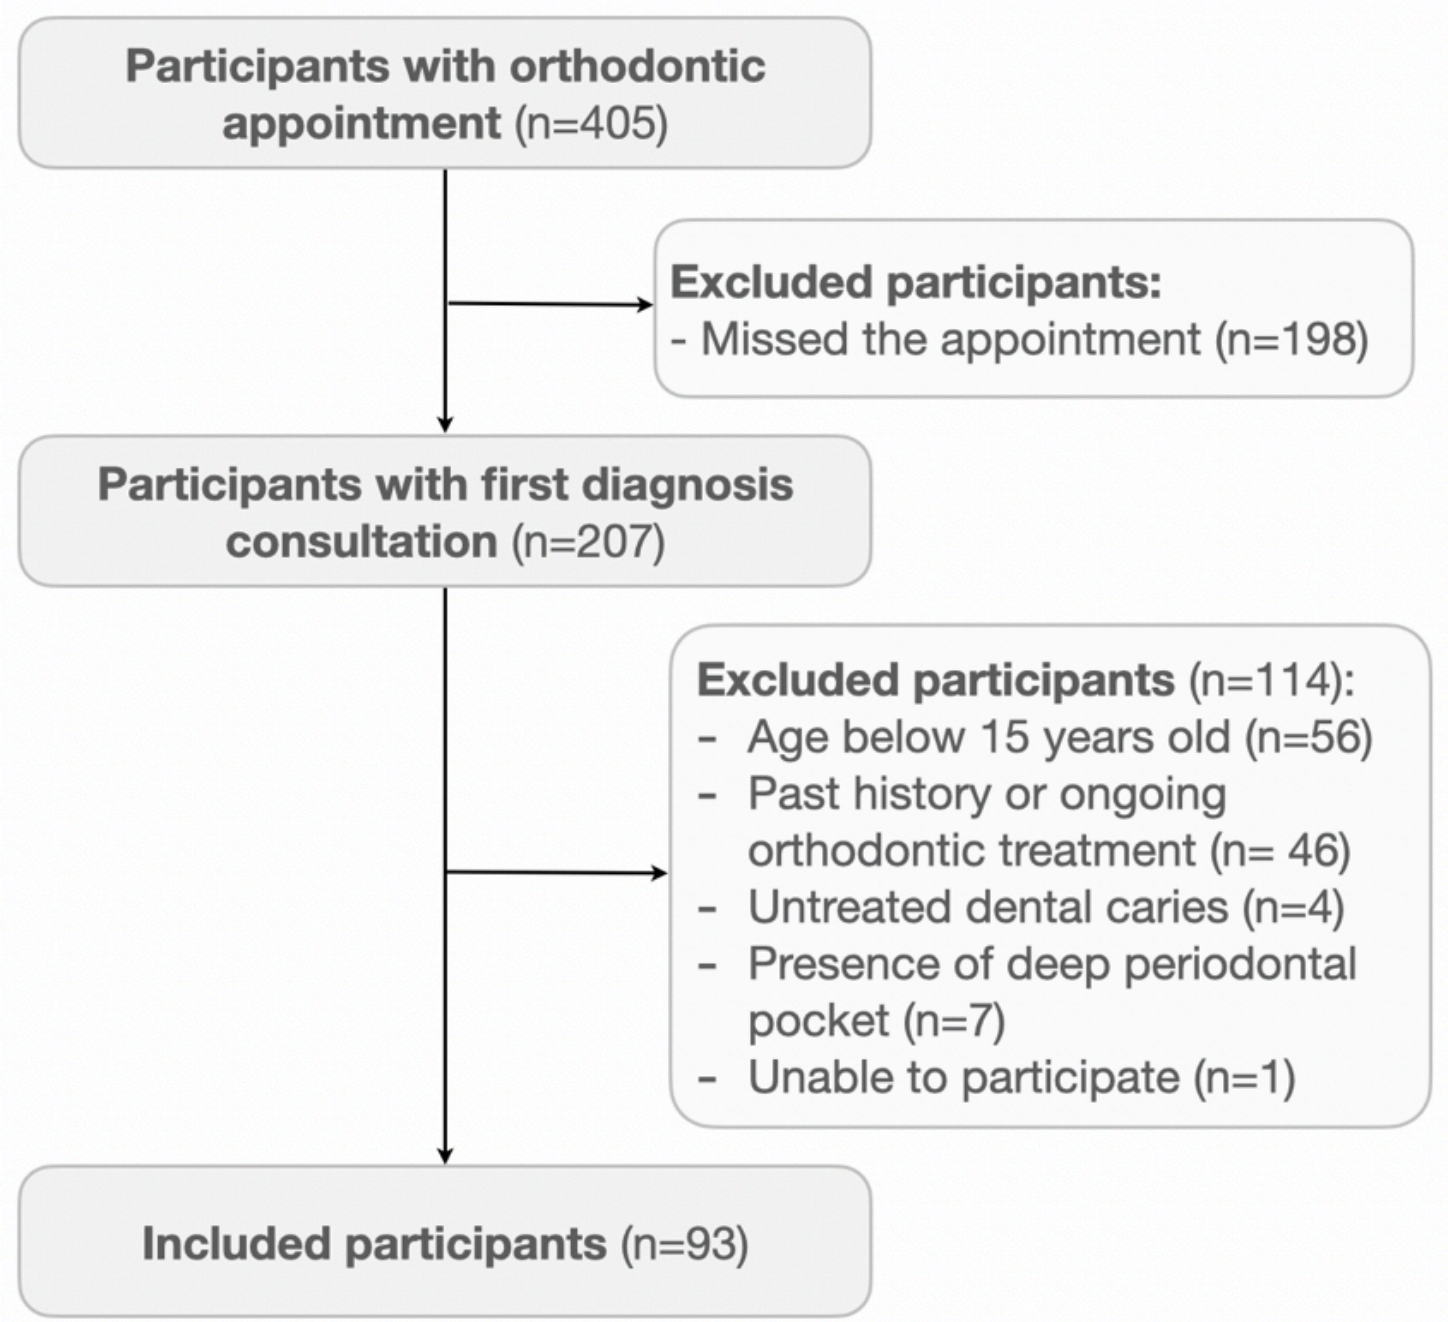 Participants with orthodontic
appointment (n=405)
Excluded participants:
- Missed the appointment (n=198)
Participants with first diagnosis
consultation (n=207)
Excluded participants (n=114):
- Age below 15 years old (n=56)
- Past history or ongoing
orthodontic treatment (n= 46)
- Untreated dental caries (n=4)
- Presence of deep periodontal
pocket (n=7)
- Unable to participate (n=1)
Included participants (n=93)